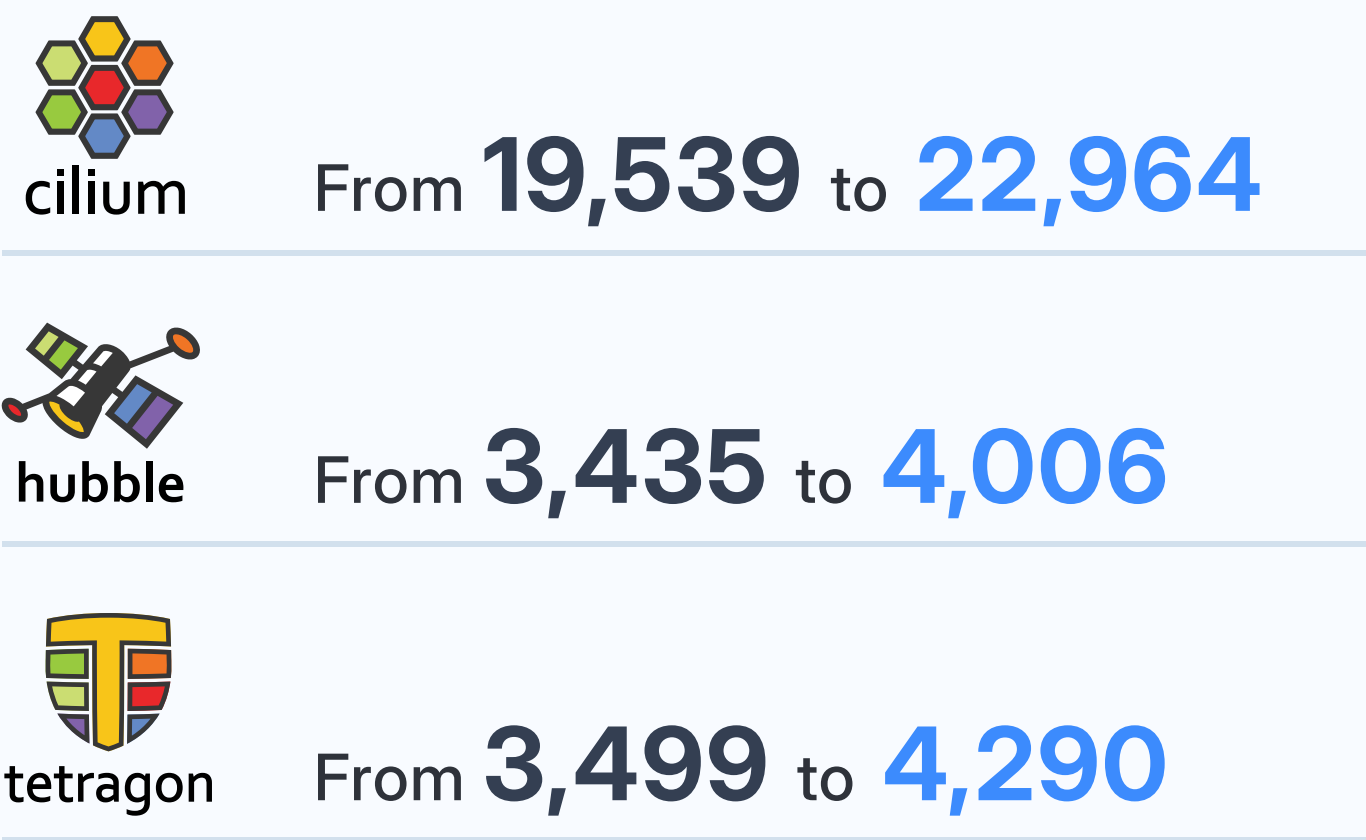 cilium
From 19,539 to 22,964
hubble
From 3,435 to 4,006
tetragon
From 3,499 to 4,290